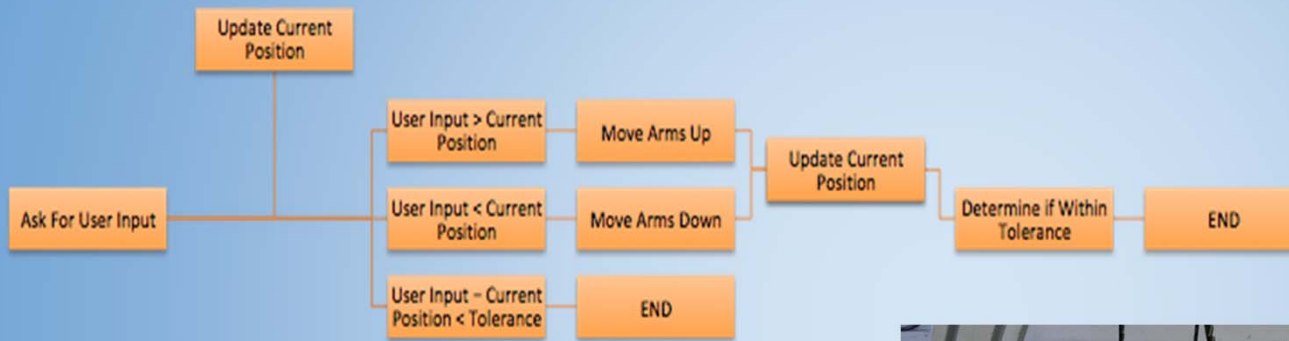 Update Current
Position
User Input > Current
Position
Move Arms Up
Update Current
Position
Ask For User Input
User Input < Current
Position
Move Arms Down
Determine if Within
Tolerance
END
User Input – Current
Position < Tolerance
END